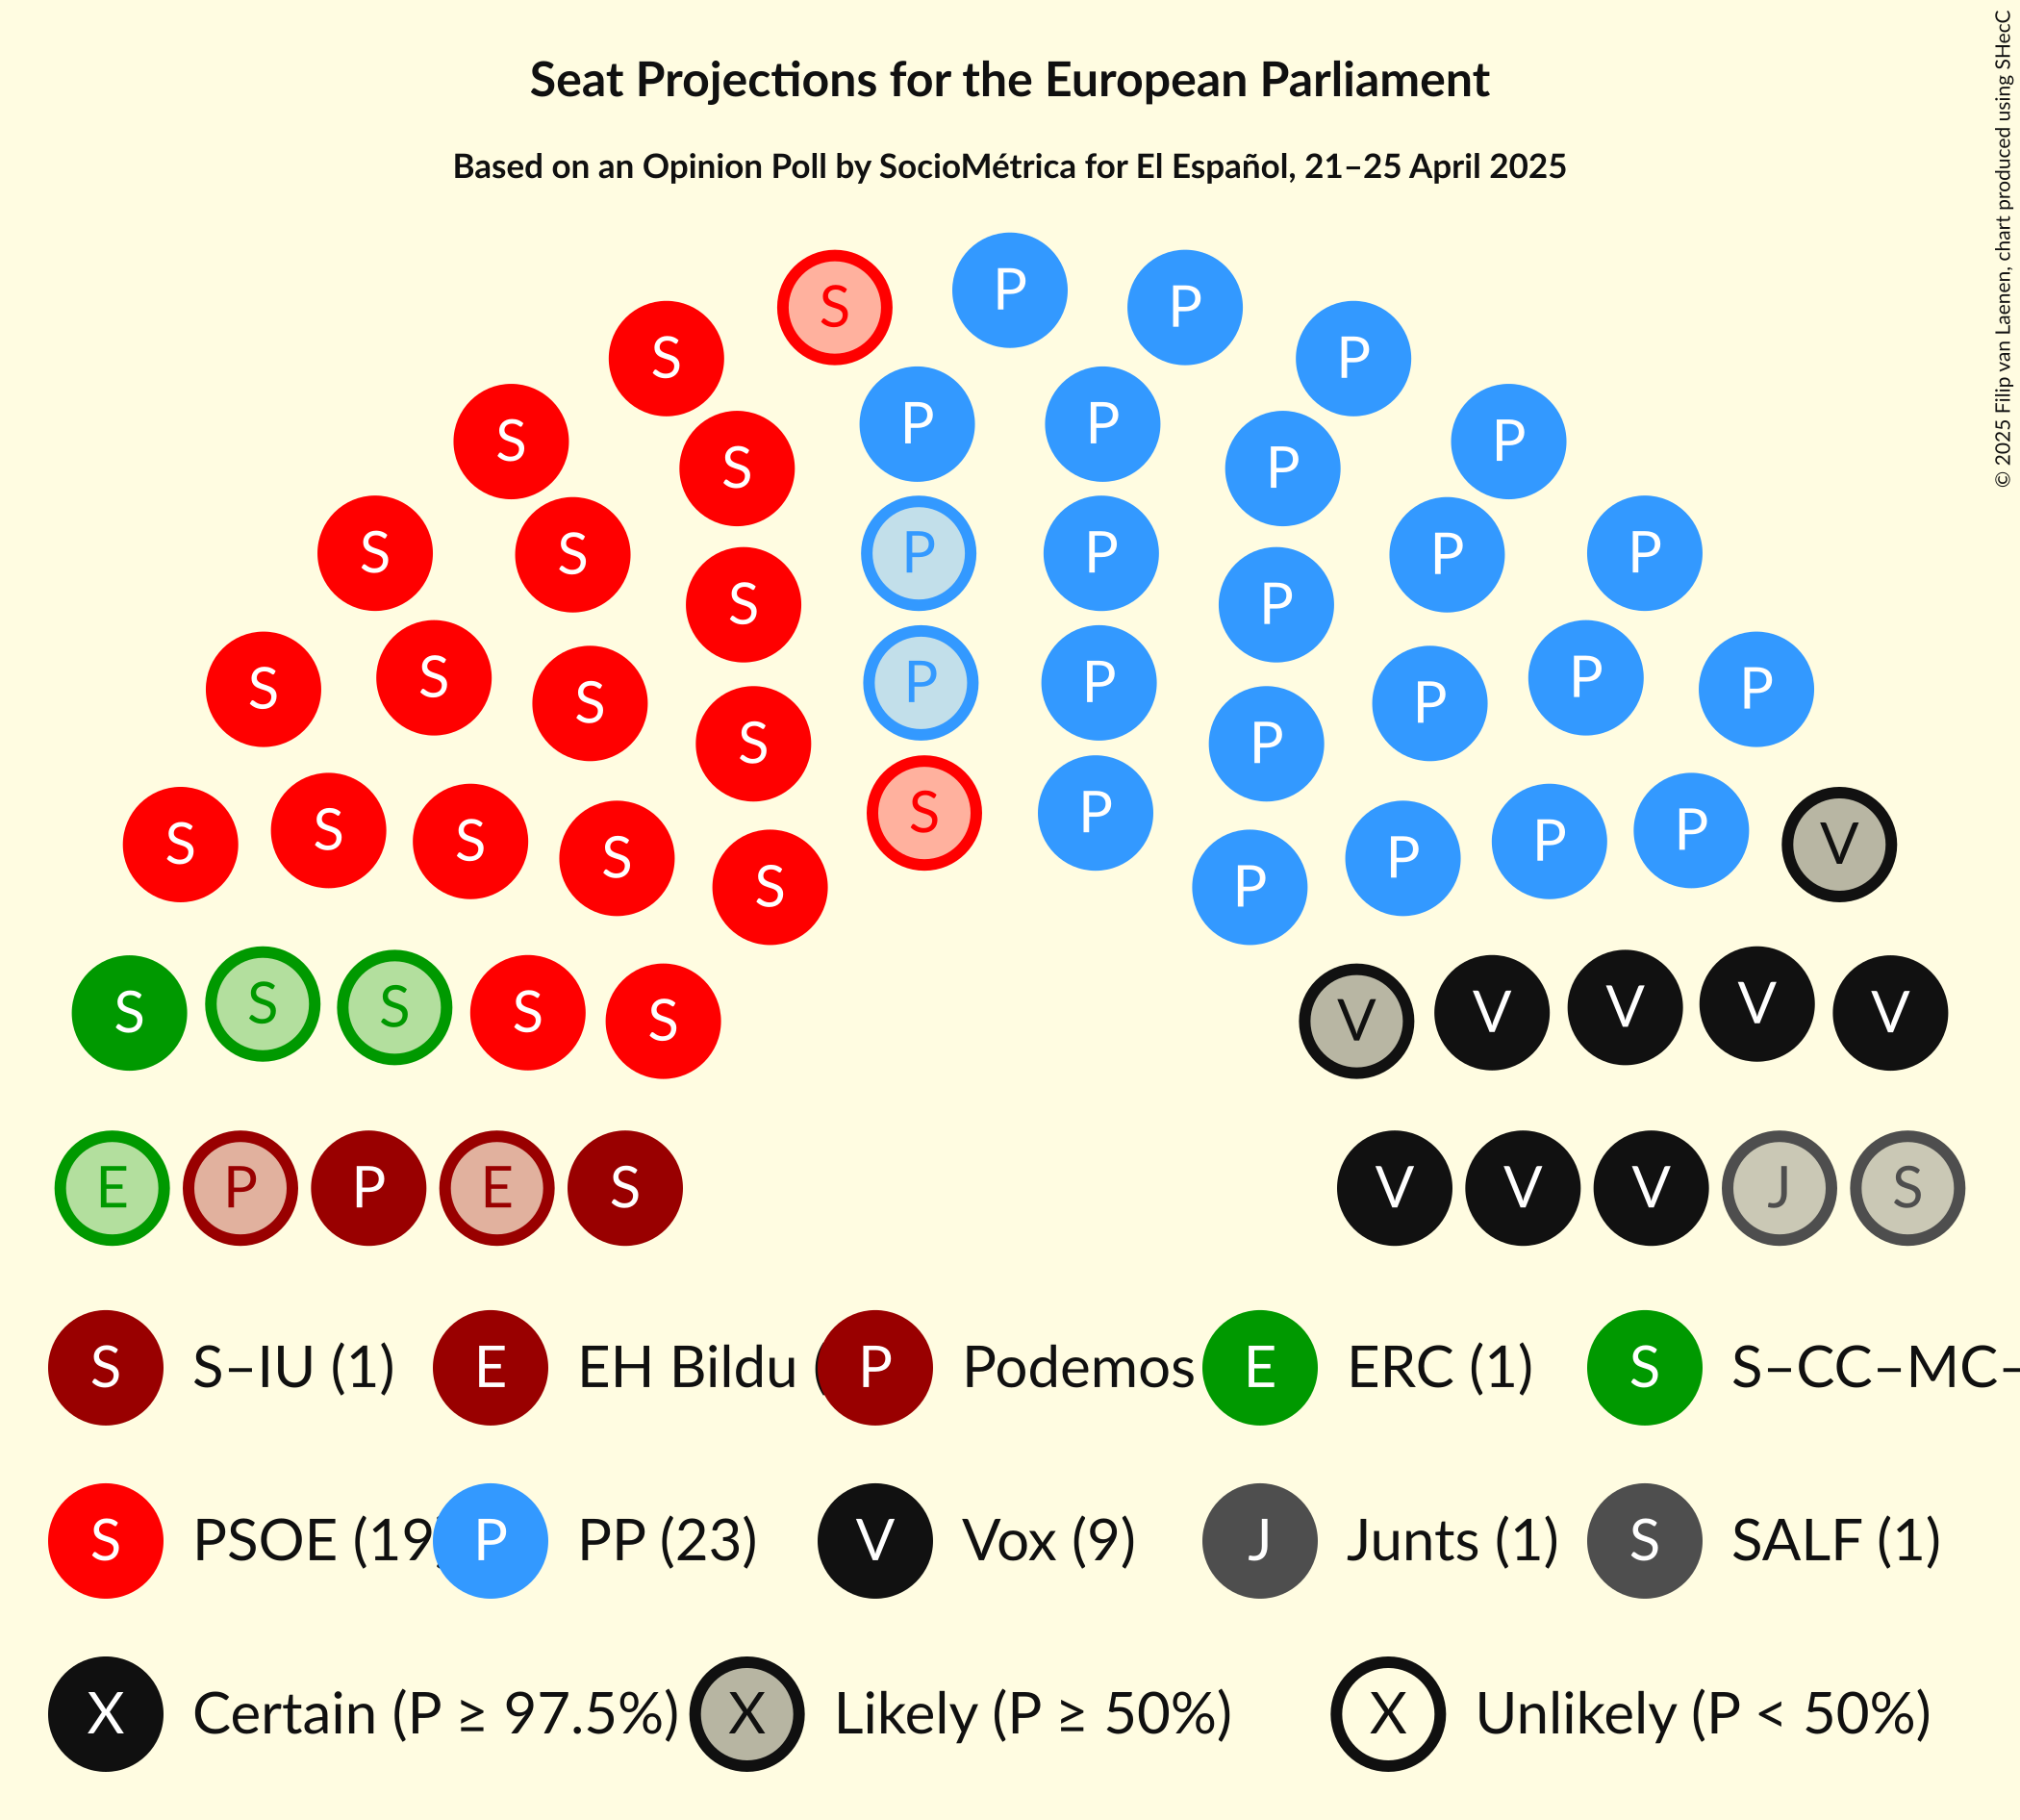 Seat Projections for the European Parliament
Based on an Opinion Poll by SocioMétrica for El Español, 21–25 April 2025
© 2025 Filip van Laenen, chart produced using SHecC
S P P
S P
S P
S P P P
S P
S S P P P
S P
S S P P P
S S P P
S P
S S S P P P V
S S P P
S S S S S V V V V V
E P P E S V V V J S
S S–IU (1) E EH Bildu ( P Podemos E ERC (1) S S–CC–MC–
S PSOE (19) P PP (23) V Vox (9) J Junts (1) S SALF (1)
X Certain (P ≥ 97.5%) X Likely (P ≥ 50%) X Unlikely (P < 50%)